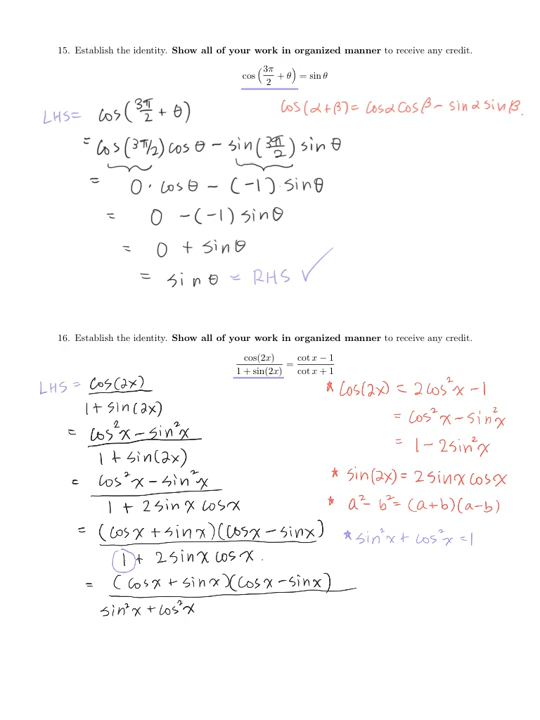 15. Establish the identity. Show all of your work in organized manner to receive any credit.
cos(3π/2 + θ) = sin θ
LHS = cos(3π/2 + θ)
cos(α+β) = cosα cosβ − sinα sinβ.
= cos(3π/2) cos θ − sin(3π/2) sin θ
= 0 · cos θ − (−1) · sin θ
= 0 − (−1) sin θ
= 0 + sin θ
= sin θ = RHS ✓
16. Establish the identity. Show all of your work in organized manner to receive any credit.
cos(2x) / (1 + sin(2x)) = (cot x − 1) / (cot x + 1)
LHS = cos(2x) / (1 + sin(2x))
* cos(2x) = 2cos²x − 1
= cos²x − sin²x
= 1 − 2sin²x
= (cos²x − sin²x) / (1 + sin(2x))
= (cos²x − sin²x) / (1 + 2 sin x cos x)
* sin(2x) = 2 sin x cos x
* a² − b² = (a+b)(a−b)
= (cos x + sin x)(cos x − sin x) / (1 + 2 sin x cos x .)
* sin²x + cos²x = 1
= (cos x + sin x)(cos x − sin x) / (sin²x + cos²x)